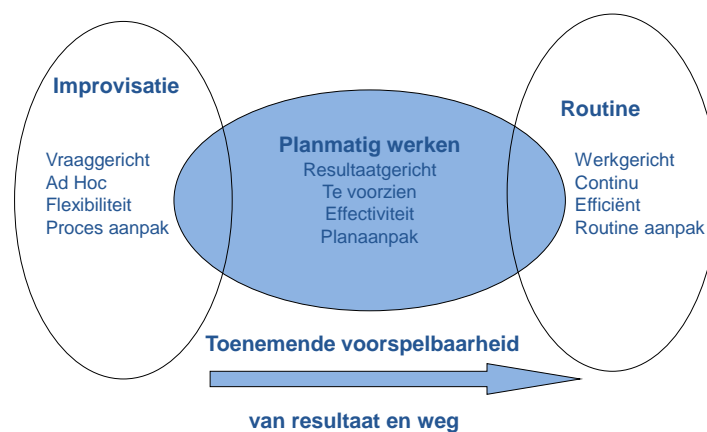 Improvisatie
Vraaggericht
Ad Hoc
Flexibiliteit
Proces aanpak
Planmatig werken
Resultaatgericht
Te voorzien
Effectiviteit
Planaanpak
Routine
Werkgericht
Continu
Efficiënt
Routine aanpak
Toenemende voorspelbaarheid
van resultaat en weg